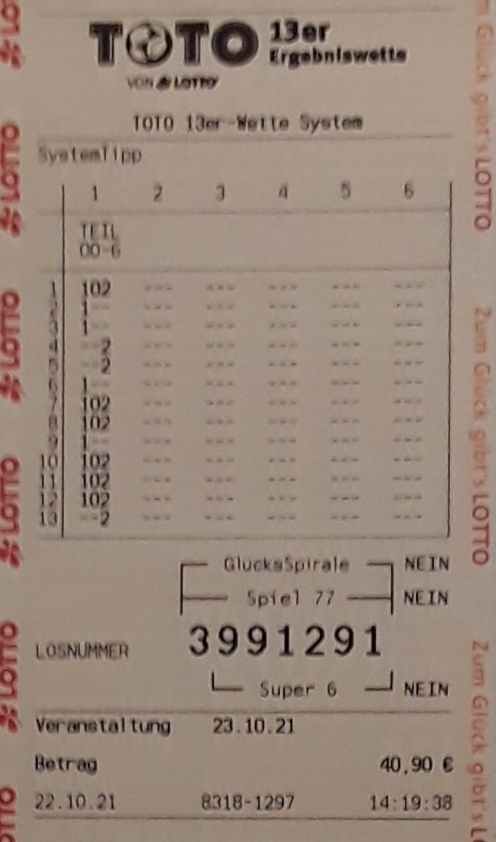 TOTO 13er
Ergebniswette
VON LOTTO
TOTO 13er-Wette System
Systemtipp
1 2 3 4 5 6
TEIL
00-6
1 102 --- --- --- --- ---
2 1-- --- --- --- --- ---
3 1-- --- --- --- --- ---
4 --2 --- --- --- --- ---
5 --2 --- --- --- --- ---
6 1-- --- --- --- --- ---
7 102 --- --- --- --- ---
8 102 --- --- --- --- ---
9 1-- --- --- --- --- ---
10 102 --- --- --- --- ---
11 102 --- --- --- --- ---
12 102 --- --- --- --- ---
13 --2 --- --- --- --- ---
GlücksSpirale NEIN
Spiel 77 NEIN
LOSNUMMER 3991291
Super 6 NEIN
Veranstaltung 23.10.21
Betrag 40,90 €
22.10.21 8318-1297 14:19:38
LOTTO
LOTTO
LOTTO
LOTTO
LOTTO
m Glück gibt's LOTTO
Zum Glück gibt's LOTTO
Zum Glück gibt's L